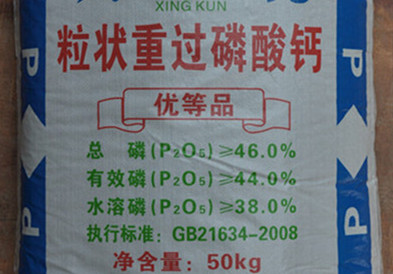 XING KUN
粒状重过磷酸钙
优等品
总 磷(P₂O₅)≥46.0%
有效磷(P₂O₅)≥44.0%
水溶磷(P₂O₅)≥38.0%
执行标准: GB21634-2008
净含量: 50kg
P
P
P
P